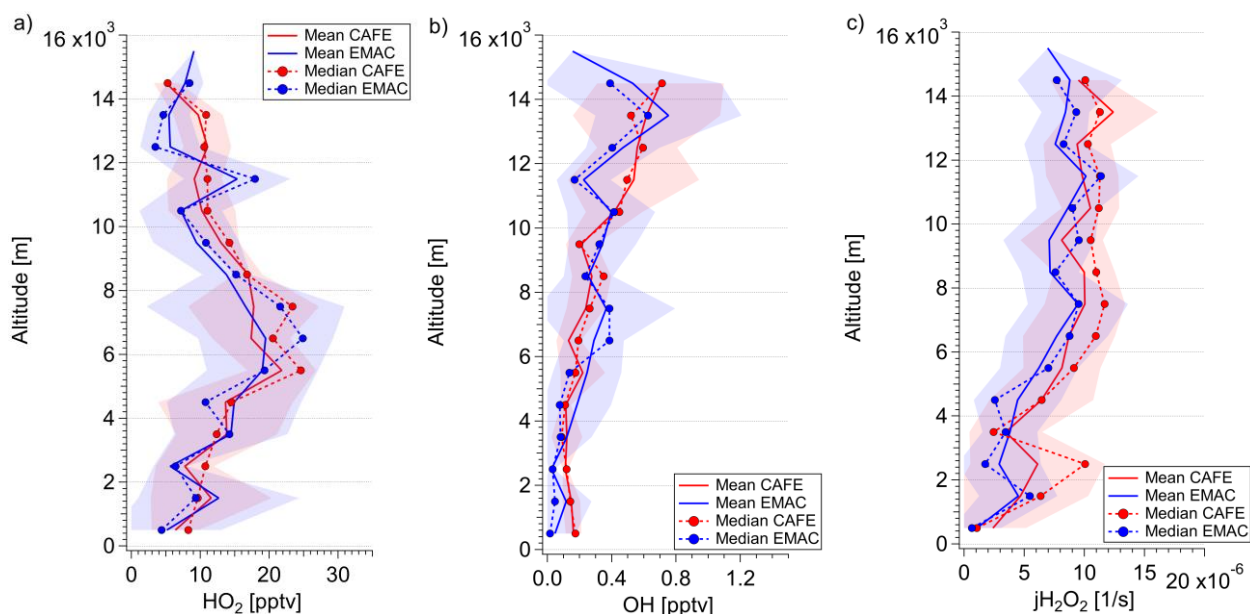 a)
16 x10³
14
12
10
8
6
4
2
0
Altitude [m]
0
10
20
30
HO₂ [pptv]
Mean CAFE
Mean EMAC
Median CAFE
Median EMAC
b)
16 x10³
14
12
10
8
6
4
2
0
Altitude [m]
0.0
0.4
0.8
1.2
OH [pptv]
Mean CAFE
Mean EMAC
Median CAFE
Median EMAC
c)
16 x10³
14
12
10
8
6
4
2
0
Altitude [m]
0
5
10
15
20 x10⁻⁶
jH₂O₂ [1/s]
Mean CAFE
Mean EMAC
Median CAFE
Median EMAC